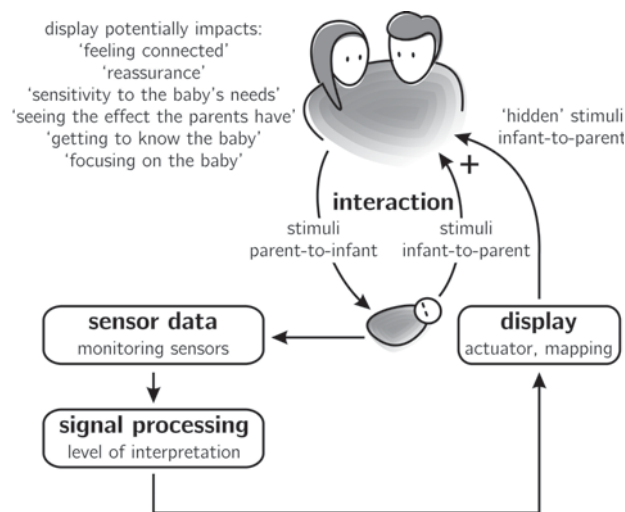 display potentially impacts:
‘feeling connected’
‘reassurance’
‘sensitivity to the baby’s needs’
‘seeing the effect the parents have’
‘getting to know the baby’
‘focusing on the baby’
‘hidden’ stimuli
infant-to-parent
+
interaction
stimuli
parent-to-infant
stimuli
infant-to-parent
sensor data
monitoring sensors
display
actuator, mapping
signal processing
level of interpretation